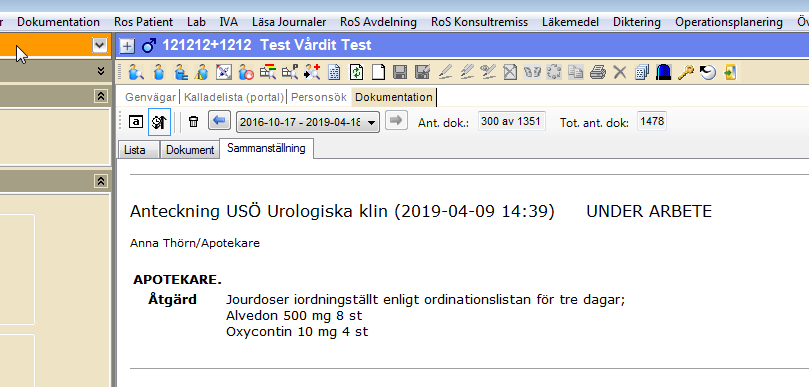 r Dokumentation Ros Patient Lab IVA Läsa Journaler RoS Avdelning RoS Konsultremiss Läkemedel Diktering Operationsplanering Öv
121212+1212 Test Vårdit Test
Genvägar Kalladelista (portal) Personsök Dokumentation
a 2016-10-17 - 2019-04-18 Ant. dok.: 300 av 1351 Tot. ant. dok: 1478
Lista Dokument Sammanställning
Anteckning USÖ Urologiska klin (2019-04-09 14:39) UNDER ARBETE
Anna Thörn/Apotekare
APOTEKARE.
Åtgärd Jourdoser iordningställt enligt ordinationslistan för tre dagar;
Alvedon 500 mg 8 st
Oxycontin 10 mg 4 st